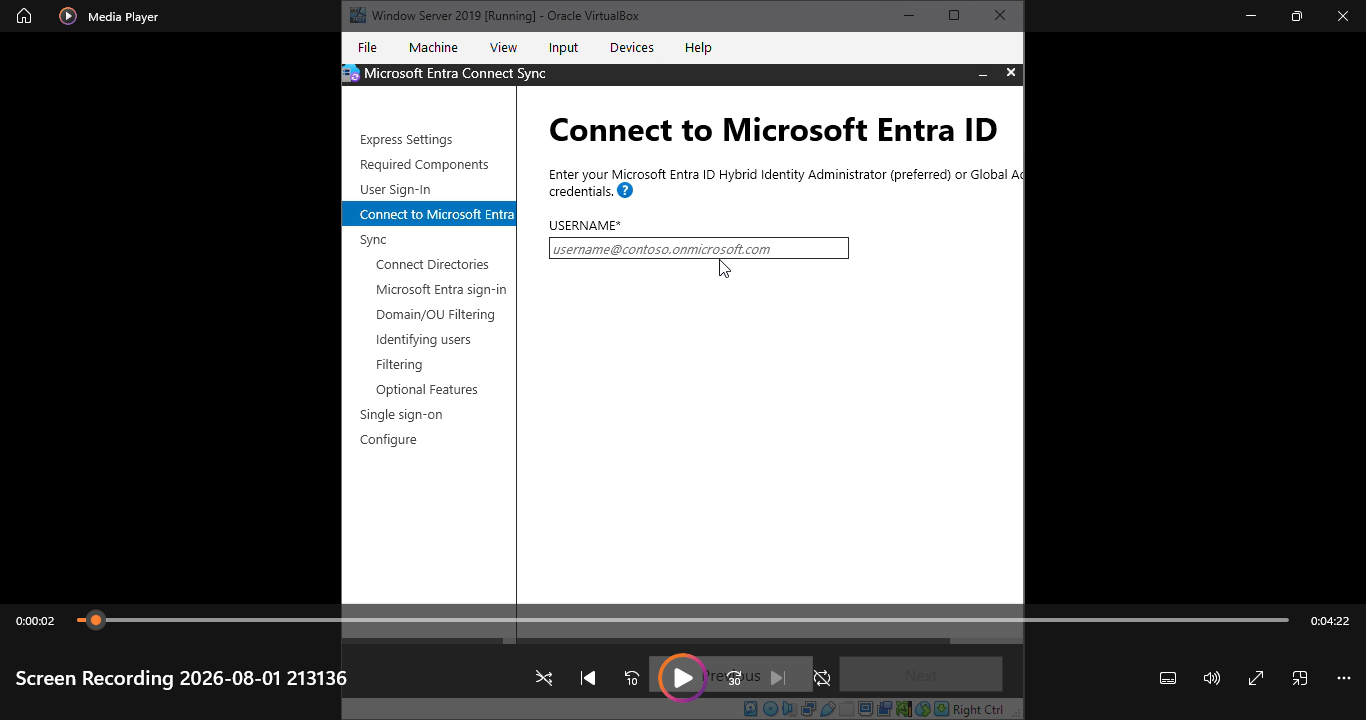 Media Player
Window Server 2019 [Running] - Oracle VirtualBox
File Machine View Input Devices Help
Microsoft Entra Connect Sync
Express Settings
Required Components
User Sign-In
Connect to Microsoft Entra
Sync
Connect Directories
Microsoft Entra sign-in
Domain/OU Filtering
Identifying users
Filtering
Optional Features
Single sign-on
Configure
Connect to Microsoft Entra ID
Enter your Microsoft Entra ID Hybrid Identity Administrator (preferred) or Global
credentials. ?
USERNAME*
username@contoso.onmicrosoft.com
0:00:02
0:04:22
Screen Recording 2026-08-01 213136
10
30
Previous
Next
Right Ctrl